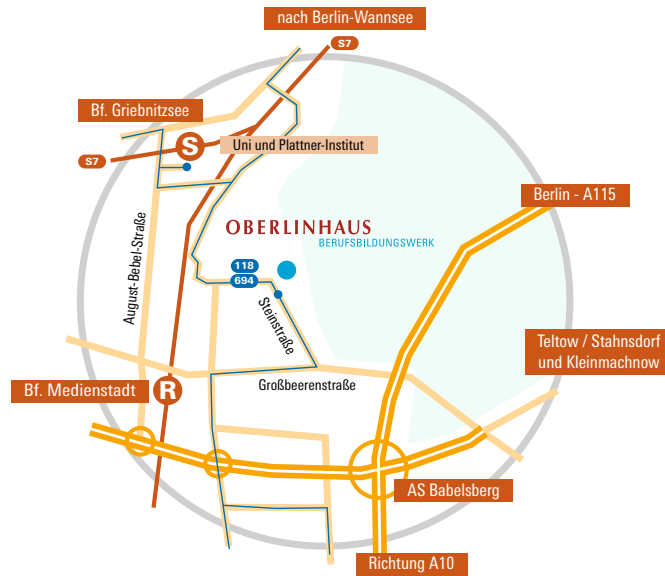 nach Berlin-Wannsee
S7
Bf. Griebnitzsee
S
S7
Uni und Plattner-Institut
Berlin - A115
August-Bebel-Straße
OBERLINHAUS
BERUFSBILDUNGSWERK
118
694
Steinstraße
Teltow / Stahnsdorf
und Kleinmachnow
Bf. Medienstadt
R
Großbeerenstraße
AS Babelsberg
Richtung A10